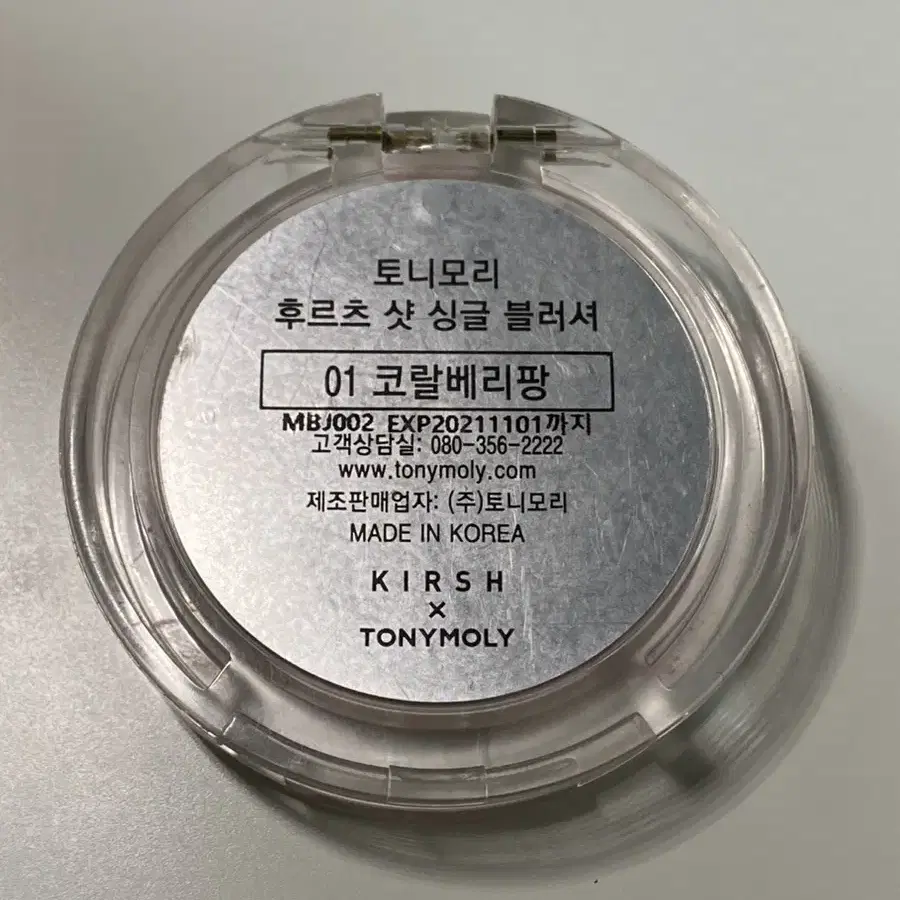 토니모리
후르츠 샷 싱글 블러셔
01 코랄베리팡
MBJ002 EXP20211101까지
고객상담실: 080-356-2222
www.tonymoly.com
제조판매업자: (주)토니모리
MADE IN KOREA
KIRSH
×
TONYMOLY